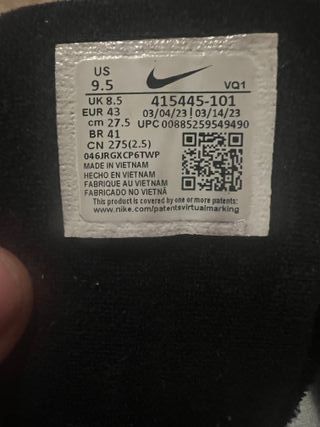 US
9.5
VQ1
UK 8.5
415445-101
EUR 43
03/04/23 | 03/14/23
cm 27.5
UPC 00885259549490
BR 41
CN 275(2.5)
046JRGXCP6TWP
MADE IN VIETNAM
HECHO EN VIETNAM
FABRIQUE AU VIETNAM
FABRICADO NO VIETNÃ
This product is covered by one or more patents:
www.nike.com/patentsvirtualmarking